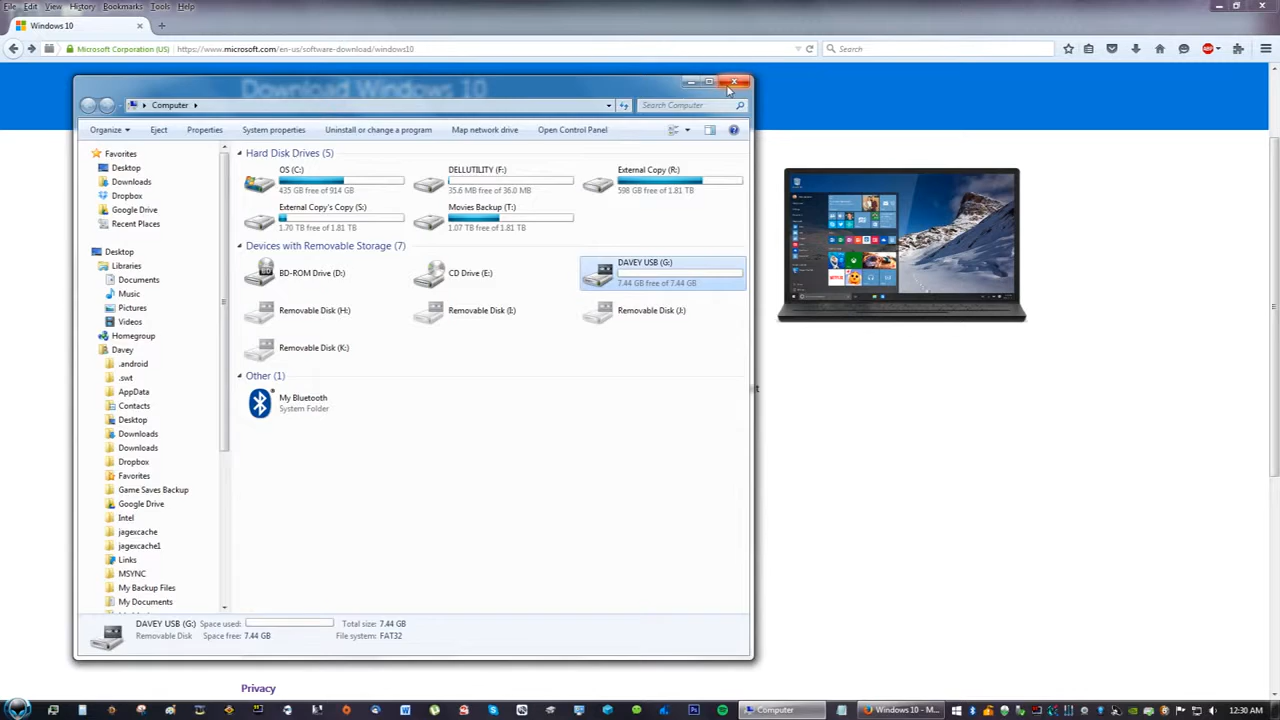 File Edit View History Bookmarks Tools Help
Windows 10
Microsoft Corporation (US) https://www.microsoft.com/en-us/software-download/windows10 Search
Download Windows 10
Computer Search Computer
Organize Eject Properties System properties Uninstall or change a program Map network drive Open Control Panel
Favorites
Desktop
Downloads
Dropbox
Google Drive
Recent Places
Desktop
Libraries
Documents
Music
Pictures
Videos
Homegroup
Davey
.android
.swt
AppData
Contacts
Desktop
Downloads
Downloads
Dropbox
Favorites
Game Saves Backup
Google Drive
Intel
jagexcache
jagexcache1
Links
MSYNC
My Backup Files
My Documents
Hard Disk Drives (5)
OS (C:)
435 GB free of 914 GB
DELLUTILITY (F:)
35.6 MB free of 36.0 MB
External Copy (R:)
598 GB free of 1.81 TB
External Copy's Copy (S:)
1.70 TB free of 1.81 TB
Movies Backup (T:)
1.07 TB free of 1.81 TB
Devices with Removable Storage (7)
BD-ROM Drive (D:)
CD Drive (E:)
DAVEY USB (G:)
7.44 GB free of 7.44 GB
Removable Disk (H:)
Removable Disk (I:)
Removable Disk (J:)
Removable Disk (K:)
Other (1)
My Bluetooth
System Folder
DAVEY USB (G:) Space used: Total size: 7.44 GB
Removable Disk Space free: 7.44 GB File system: FAT32
Privacy
Computer
Windows 10 - M...
12:30 AM